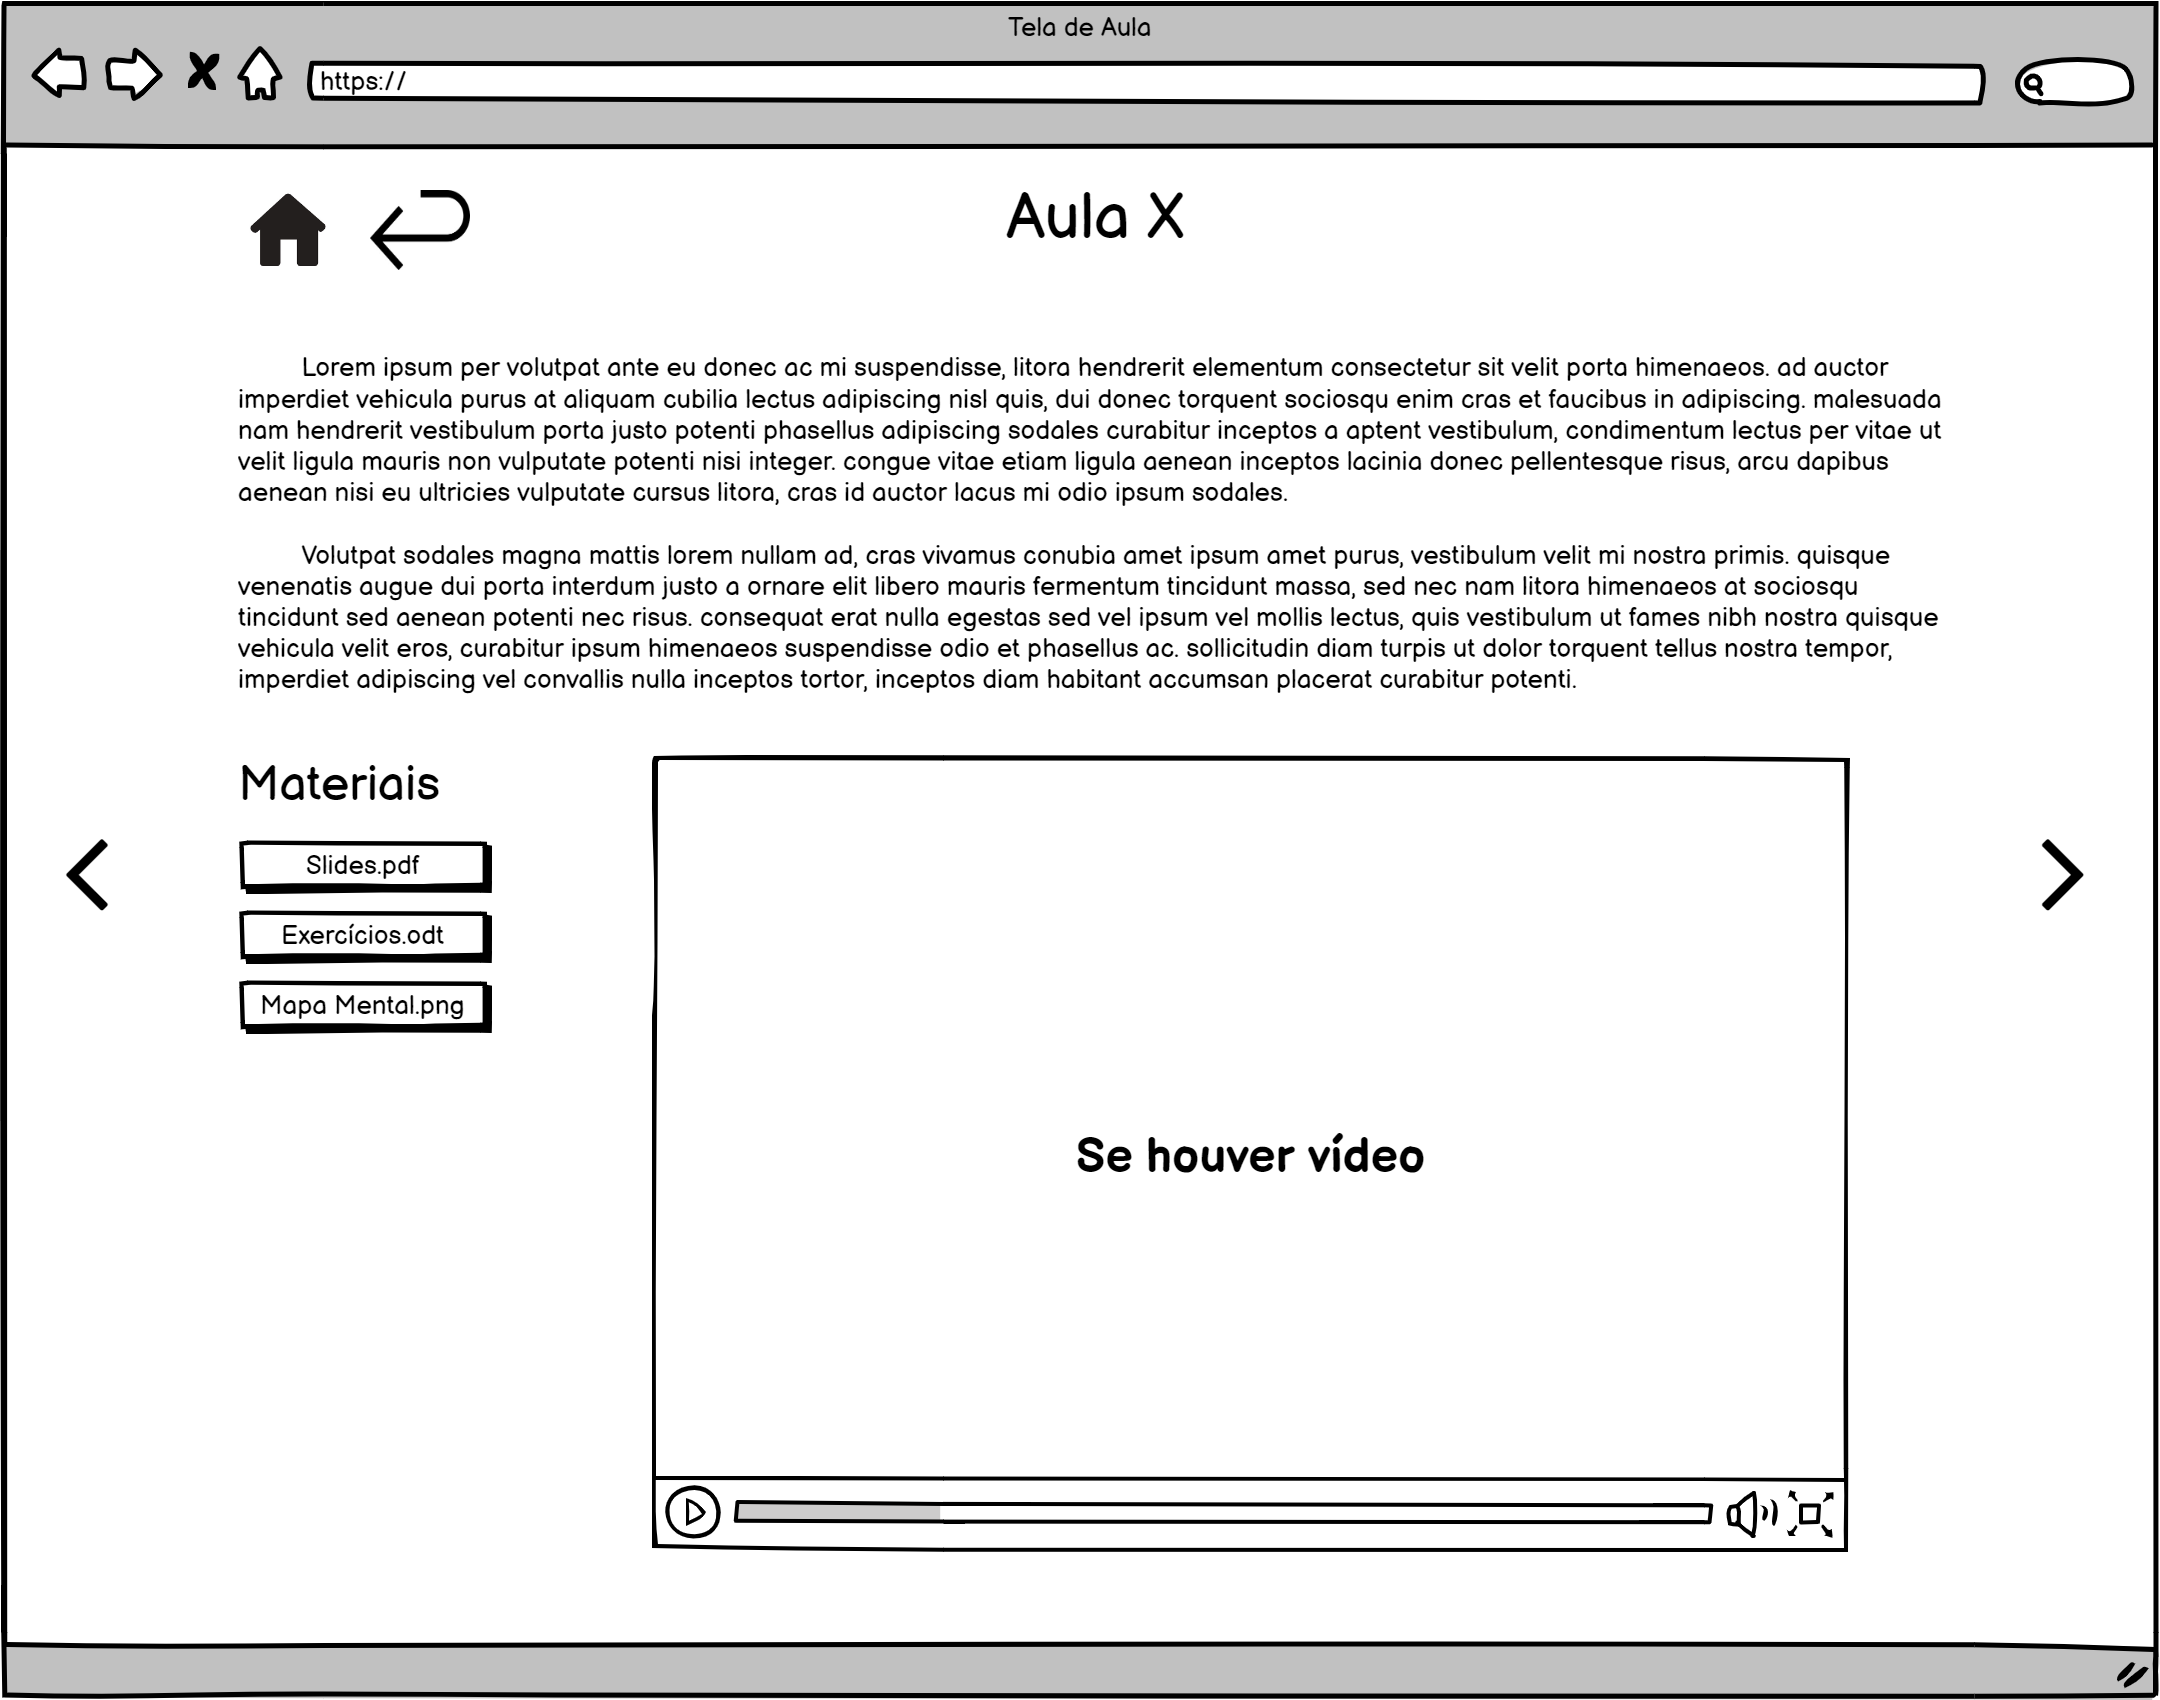 Tela de Aula
https://
Aula X
Lorem ipsum per volutpat ante eu donec ac mi suspendisse, litora hendrerit elementum consectetur sit velit porta himenaeos. ad auctor
imperdiet vehicula purus at aliquam cubilia lectus adipiscing nisl quis, dui donec torquent sociosqu enim cras et faucibus in adipiscing. malesuada
nam hendrerit vestibulum porta justo potenti phasellus adipiscing sodales curabitur inceptos a aptent vestibulum, condimentum lectus per vitae ut
velit ligula mauris non vulputate potenti nisi integer. congue vitae etiam ligula aenean inceptos lacinia donec pellentesque risus, arcu dapibus
aenean nisi eu ultricies vulputate cursus litora, cras id auctor lacus mi odio ipsum sodales.
Volutpat sodales magna mattis lorem nullam ad, cras vivamus conubia amet ipsum amet purus, vestibulum velit mi nostra primis. quisque
venenatis augue dui porta interdum justo a ornare elit libero mauris fermentum tincidunt massa, sed nec nam litora himenaeos at sociosqu
tincidunt sed aenean potenti nec risus. consequat erat nulla egestas sed vel ipsum vel mollis lectus, quis vestibulum ut fames nibh nostra quisque
vehicula velit eros, curabitur ipsum himenaeos suspendisse odio et phasellus ac. sollicitudin diam turpis ut dolor torquent tellus nostra tempor,
imperdiet adipiscing vel convallis nulla inceptos tortor, inceptos diam habitant accumsan placerat curabitur potenti.
Materiais
Slides.pdf
Exercícios.odt
Mapa Mental.png
Se houver vídeo